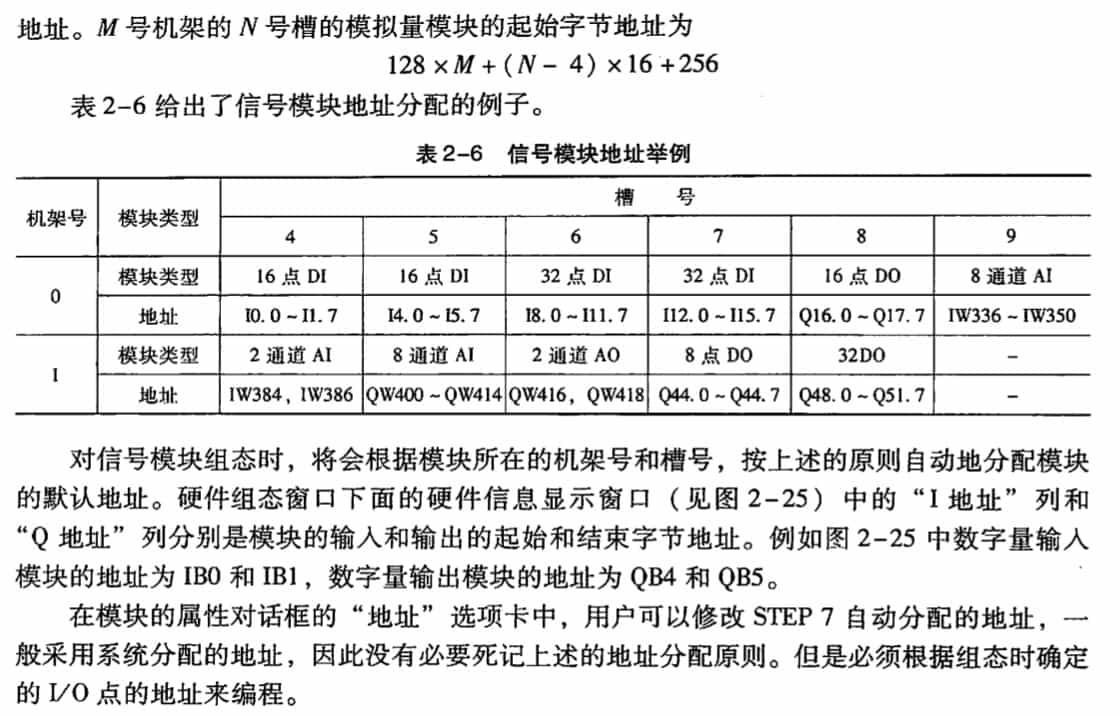 地址。M 号机架的 N 号槽的模拟量模块的起始字节地址为
128 × M + (N - 4) × 16 + 256
表 2-6 给出了信号模块地址分配的例子。
表 2-6 信号模块地址举例
机架号 模块类型 槽 号
4 5 6 7 8 9
0 模块类型 16 点 DI 16 点 DI 32 点 DI 32 点 DI 16 点 DO 8 通道 AI
地址 I0.0 ~ I1.7 I4.0 ~ I5.7 I8.0 ~ I11.7 I12.0 ~ I15.7 Q16.0 ~ Q17.7 IW336 ~ IW350
1 模块类型 2 通道 AI 8 通道 AI 2 通道 AO 8 点 DO 32DO -
地址 IW384, IW386 QW400 ~ QW414 QW416, QW418 Q44.0 ~ Q44.7 Q48.0 ~ Q51.7 -
对信号模块组态时，将会根据模块所在的机架号和槽号，按上述的原则自动地分配模块
的默认地址。硬件组态窗口下面的硬件信息显示窗口（见图 2-25）中的“I 地址”列和
“Q 地址”列分别是模块的输入和输出的起始和结束字节地址。例如图 2-25 中数字量输入
模块的地址为 IB0 和 IB1，数字量输出模块的地址为 QB4 和 QB5。
在模块的属性对话框的“地址”选项卡中，用户可以修改 STEP 7 自动分配的地址，一
般采用系统分配的地址，因此没有必要死记上述的地址分配原则。但是必须根据组态时确定
的 I/O 点的地址来编程。